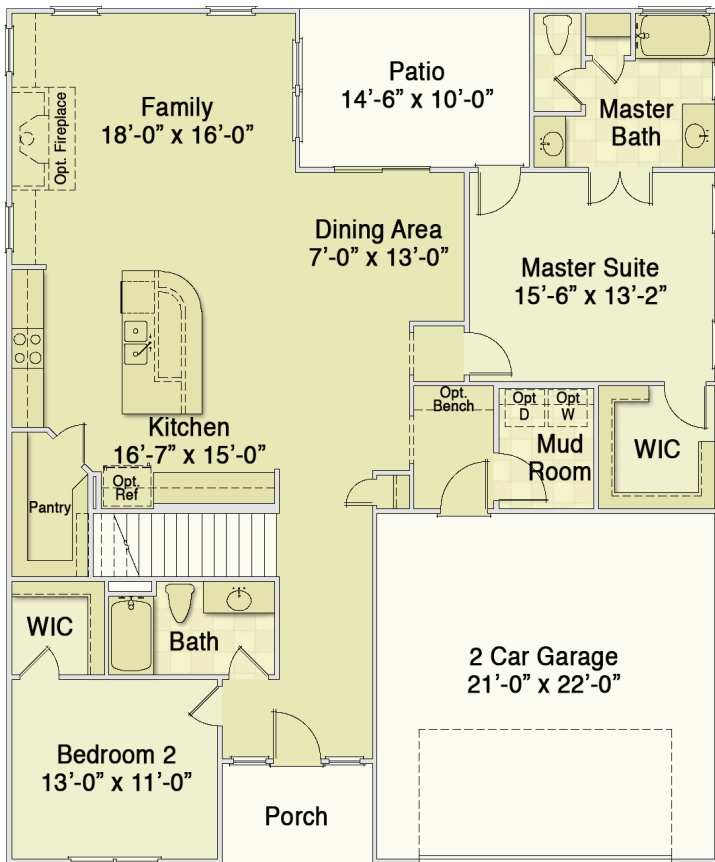 Patio
14’-6” x 10’-0”
Family
18’-0” x 16’-0”
Opt. Fireplace
Master
Bath
Dining Area
7’-0” x 13’-0”
Master Suite
15’-6” x 13’-2”
Kitchen
16’-7” x 15’-0”
Opt.
Bench
Opt
D
Opt
W
Mud
Room
WIC
Opt.
Ref
Pantry
WIC
Bath
2 Car Garage
21’-0” x 22’-0”
Bedroom 2
13’-0” x 11’-0”
Porch